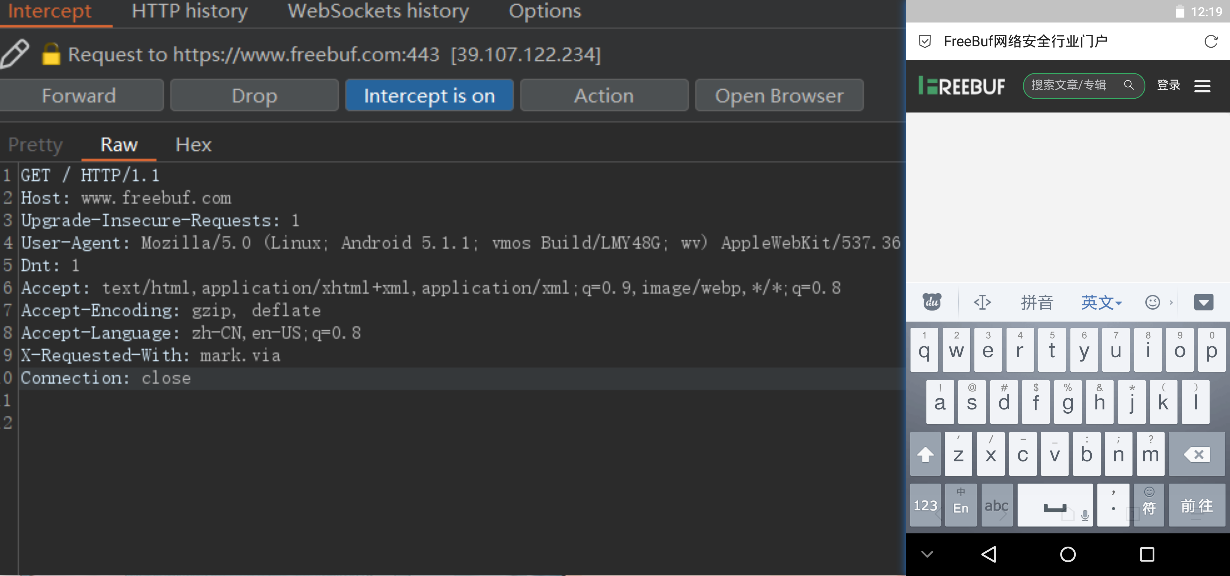 Intercept HTTP history WebSockets history Options
Request to https://www.freebuf.com:443 [39.107.122.234]
Forward Drop Intercept is on Action Open Browser
Pretty Raw Hex
1 GET / HTTP/1.1
2 Host: www.freebuf.com
3 Upgrade-Insecure-Requests: 1
4 User-Agent: Mozilla/5.0 (Linux; Android 5.1.1; vmos Build/LMY48G; wv) AppleWebKit/537.36
5 Dnt: 1
6 Accept: text/html,application/xhtml+xml,application/xml;q=0.9,image/webp,*/*;q=0.8
7 Accept-Encoding: gzip, deflate
8 Accept-Language: zh-CN,en-US;q=0.8
9 X-Requested-With: mark.via
0 Connection: close
1
2
12:19
FreeBuf网络安全行业门户
FREEBUF 搜索文章/专辑 登录
du 拼音 英文
1 2 3 4 5 6 7 8 9 0
q w e r t y u i o p
! @ # $ % & * ( )
a s d f g h j k l
' / - _ : ; ?
z x c v b n m
中 ,
123 En abc . 符 前往